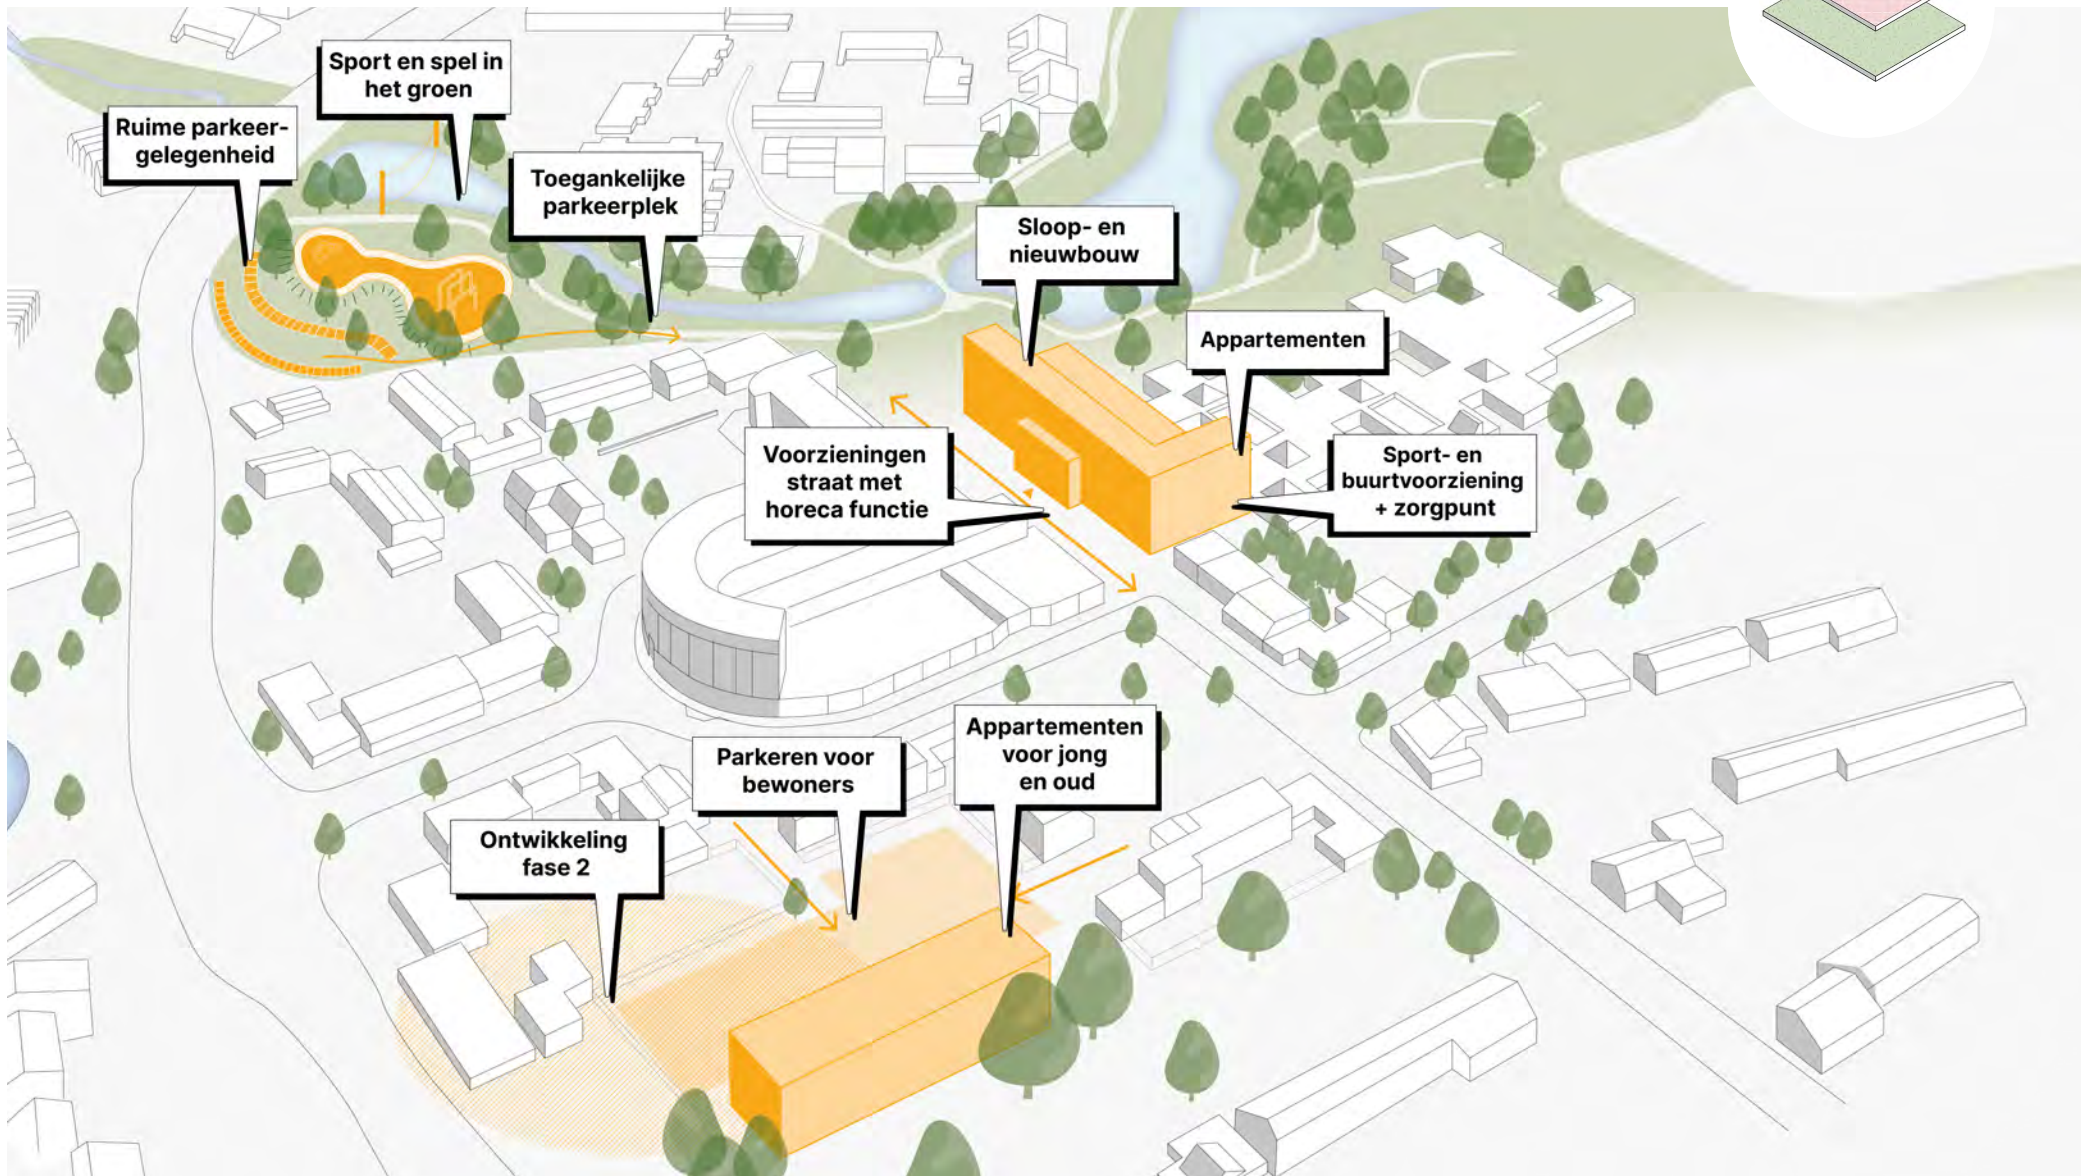 Sport en spel in
het groen
Ruime parkeer-
gelegenheid
Toegankelijke
parkeerplek
Sloop- en
nieuwbouw
Appartementen
Voorzieningen
straat met
horeca functie
Sport- en
buurtvoorziening
+ zorgpunt
Appartementen
voor jong
en oud
Parkeren voor
bewoners
Ontwikkeling
fase 2